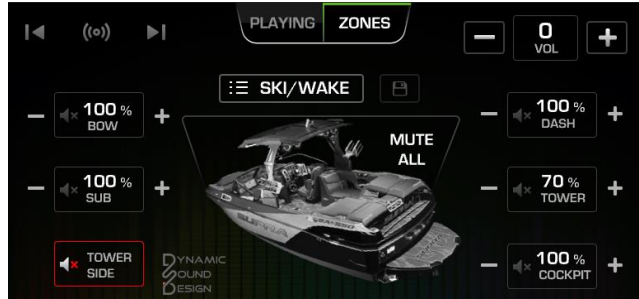 PLAYING
ZONES
0
VOL
SKI/WAKE
100 %
BOW
100 %
DASH
MUTE
ALL
100 %
SUB
70 %
TOWER
SUPRA
TOWER
SIDE
DYNAMIC
SOUND
DESIGN
100 %
COCKPIT